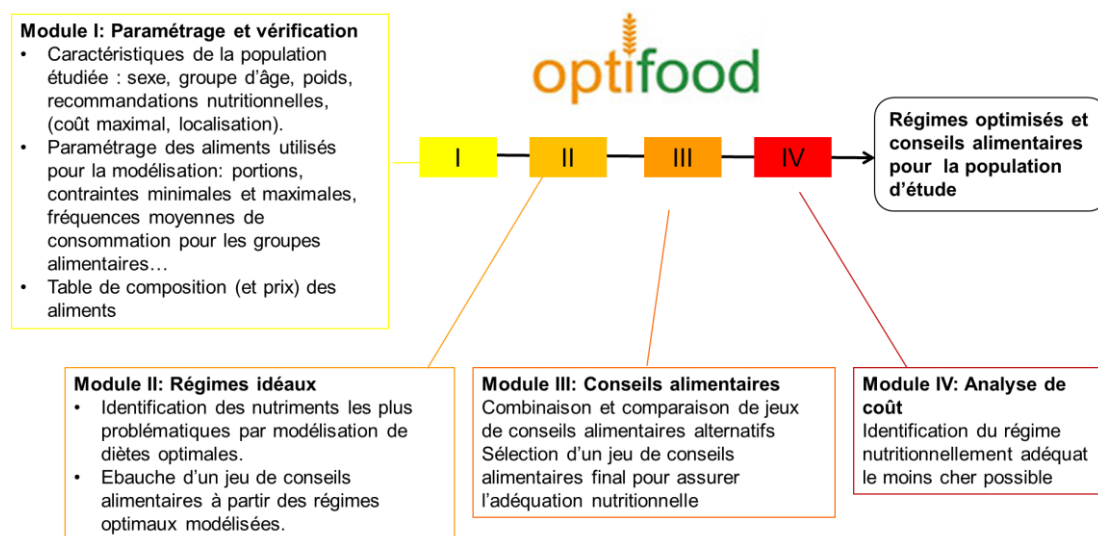 Module I: Paramétrage et vérification
• Caractéristiques de la population
étudiée : sexe, groupe d'âge, poids,
recommandations nutritionnelles,
(coût maximal, localisation).
• Paramétrage des aliments utilisés
pour la modélisation: portions,
contraintes minimales et maximales,
fréquences moyennes de
consommation pour les groupes
alimentaires…
• Table de composition (et prix) des
aliments
optifood
I
II
III
IV
Régimes optimisés et
conseils alimentaires
pour la population
d'étude
Module II: Régimes idéaux
• Identification des nutriments les plus
problématiques par modélisation de
diètes optimales.
• Ebauche d'un jeu de conseils
alimentaires à partir des régimes
optimaux modélisées.
Module III: Conseils alimentaires
Combinaison et comparaison de jeux
de conseils alimentaires alternatifs
Sélection d'un jeu de conseils
alimentaires final pour assurer
l'adéquation nutritionnelle
Module IV: Analyse de
coût
Identification du régime
nutritionnellement adéquat
le moins cher possible